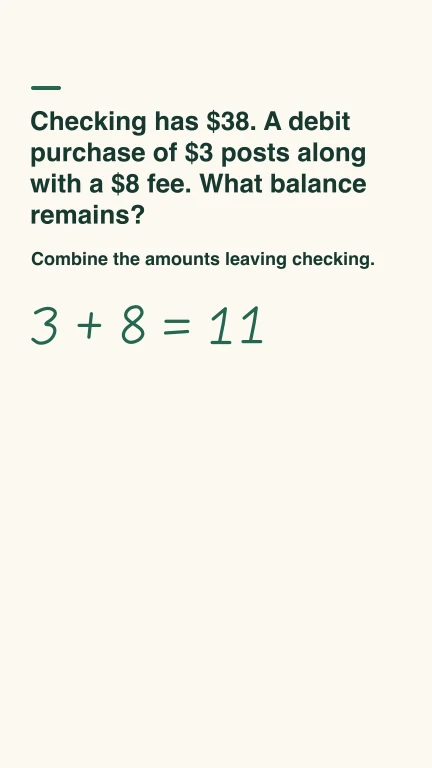 Checking has $38. A debit
purchase of $3 posts along
with a $8 fee. What balance
remains?
Combine the amounts leaving checking.
3 + 8 = 11